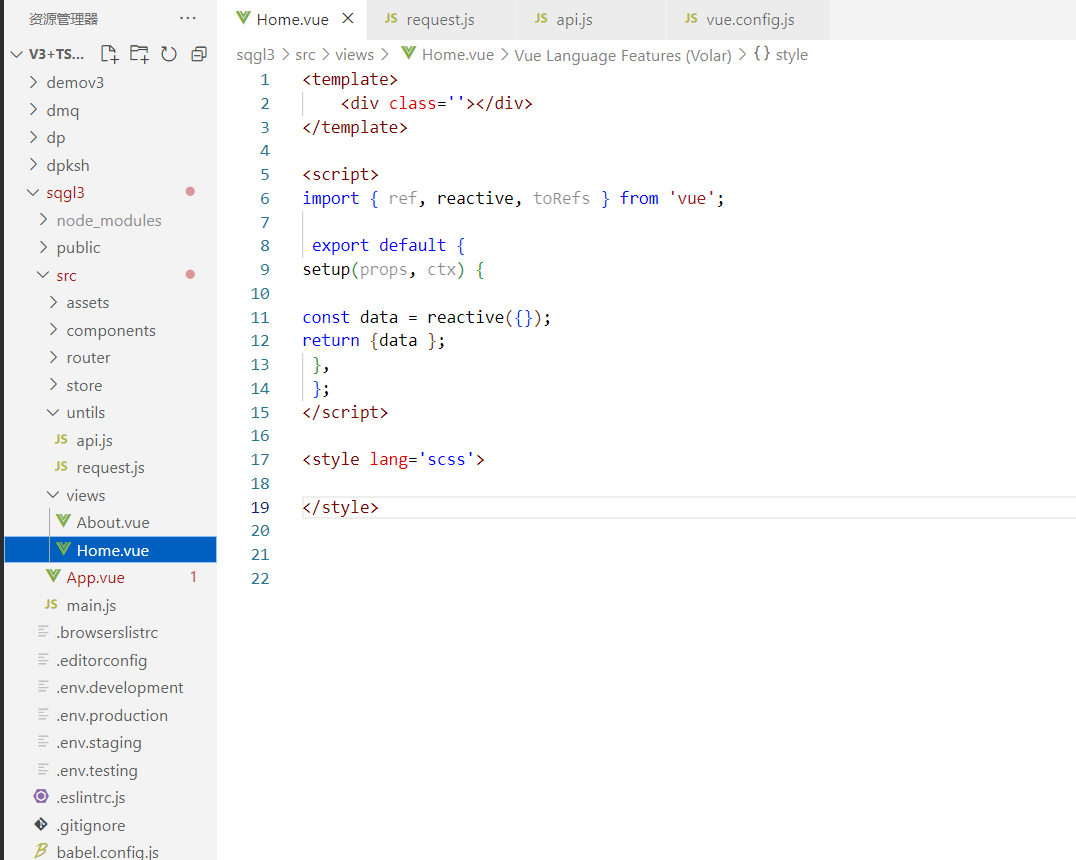 资源管理器 ···
V3+TS...
demov3
dmq
dp
dpksh
sqgl3
node_modules
public
src
assets
components
router
store
untils
JS api.js
JS request.js
views
About.vue
Home.vue
App.vue 1
JS main.js
.browserslistrc
.editorconfig
.env.development
.env.production
.env.staging
.env.testing
.eslintrc.js
.gitignore
babel.config.js
Home.vue JS request.js JS api.js JS vue.config.js
sqgl3 > src > views > Home.vue > Vue Language Features (Volar) > {} style
1 <template>
2     <div class=''></div>
3 </template>
4
5 <script>
6 import { ref, reactive, toRefs } from 'vue';
7
8  export default {
9 setup(props, ctx) {
10
11 const data = reactive({});
12 return {data };
13  },
14  };
15 </script>
16
17 <style lang='scss'>
18
19 </style>
20
21
22